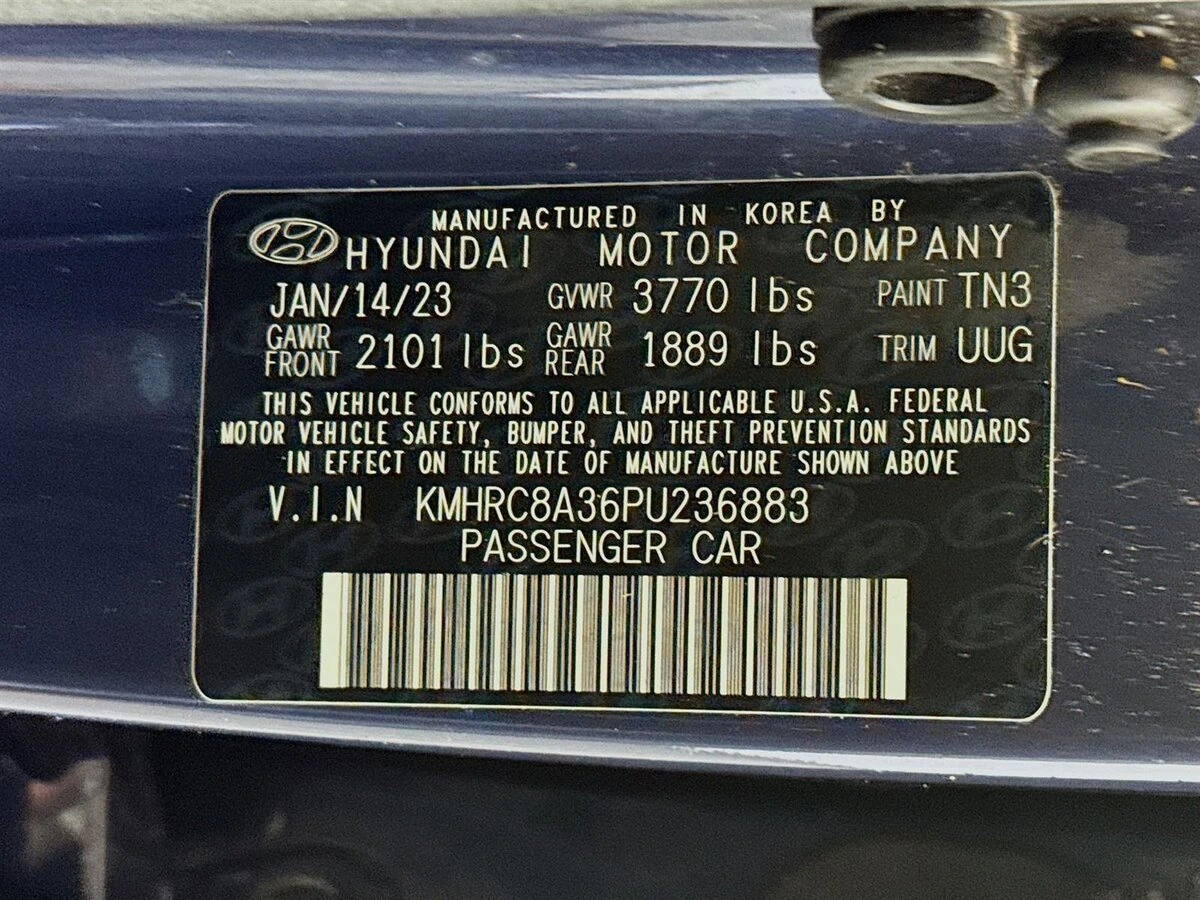 MANUFACTURED IN KOREA BY
HYUNDAI MOTOR COMPANY
JAN/14/23 GVWR 3770 lbs PAINT TN3
GAWR FRONT 2101 lbs GAWR REAR 1889 lbs TRIM UUG
THIS VEHICLE CONFORMS TO ALL APPLICABLE U.S.A. FEDERAL
MOTOR VEHICLE SAFETY, BUMPER, AND THEFT PREVENTION STANDARDS
IN EFFECT ON THE DATE OF MANUFACTURE SHOWN ABOVE
V.I.N KMHRC8A36PU236883
PASSENGER CAR